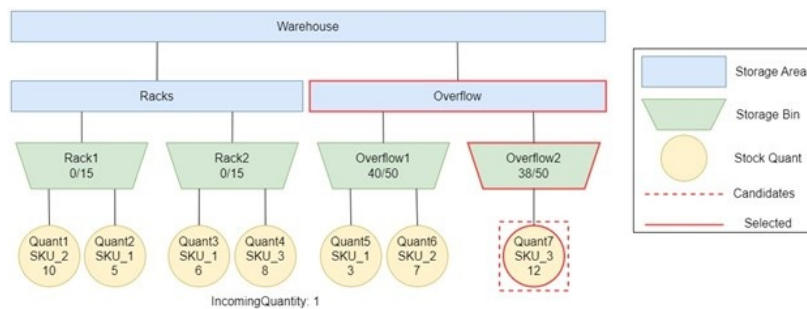 Warehouse
Racks
Overflow
Rack1
0/15
Rack2
0/15
Overflow1
40/50
Overflow2
38/50
Quant1
SKU_2
10
Quant2
SKU_1
5
Quant3
SKU_1
6
Quant4
SKU_3
8
Quant5
SKU_1
3
Quant6
SKU_2
7
Quant7
SKU_3
12
IncomingQuantity: 1
Storage Area
Storage Bin
Stock Quant
Candidates
Selected